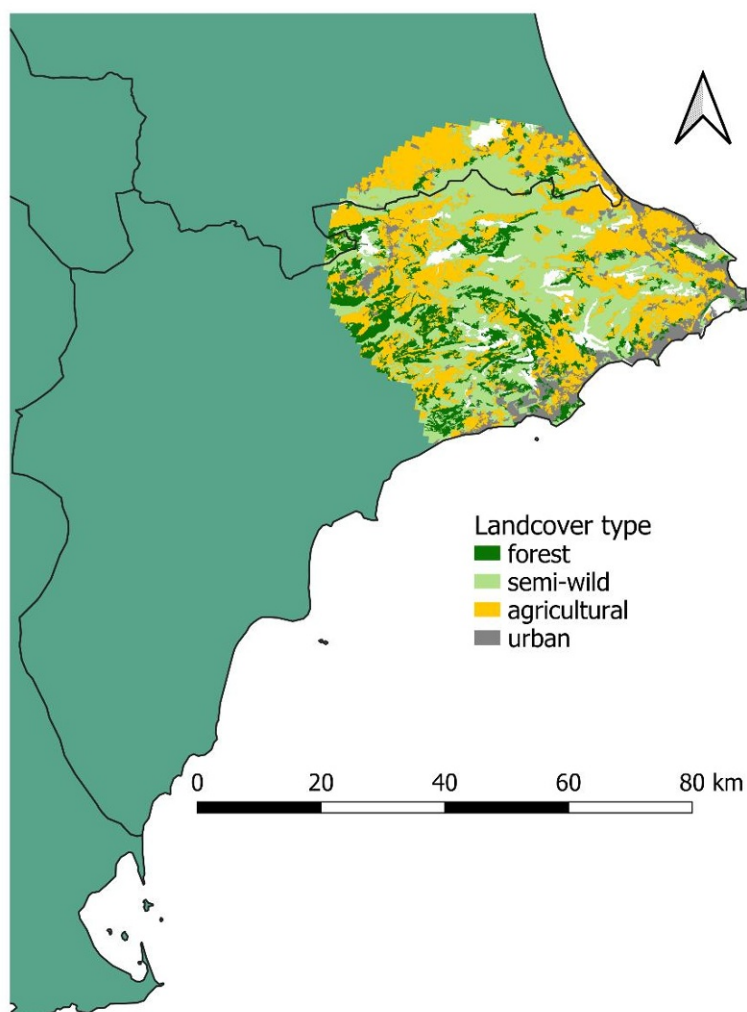 Landcover type
forest
semi-wild
agricultural
urban
0 20 40 60 80 km